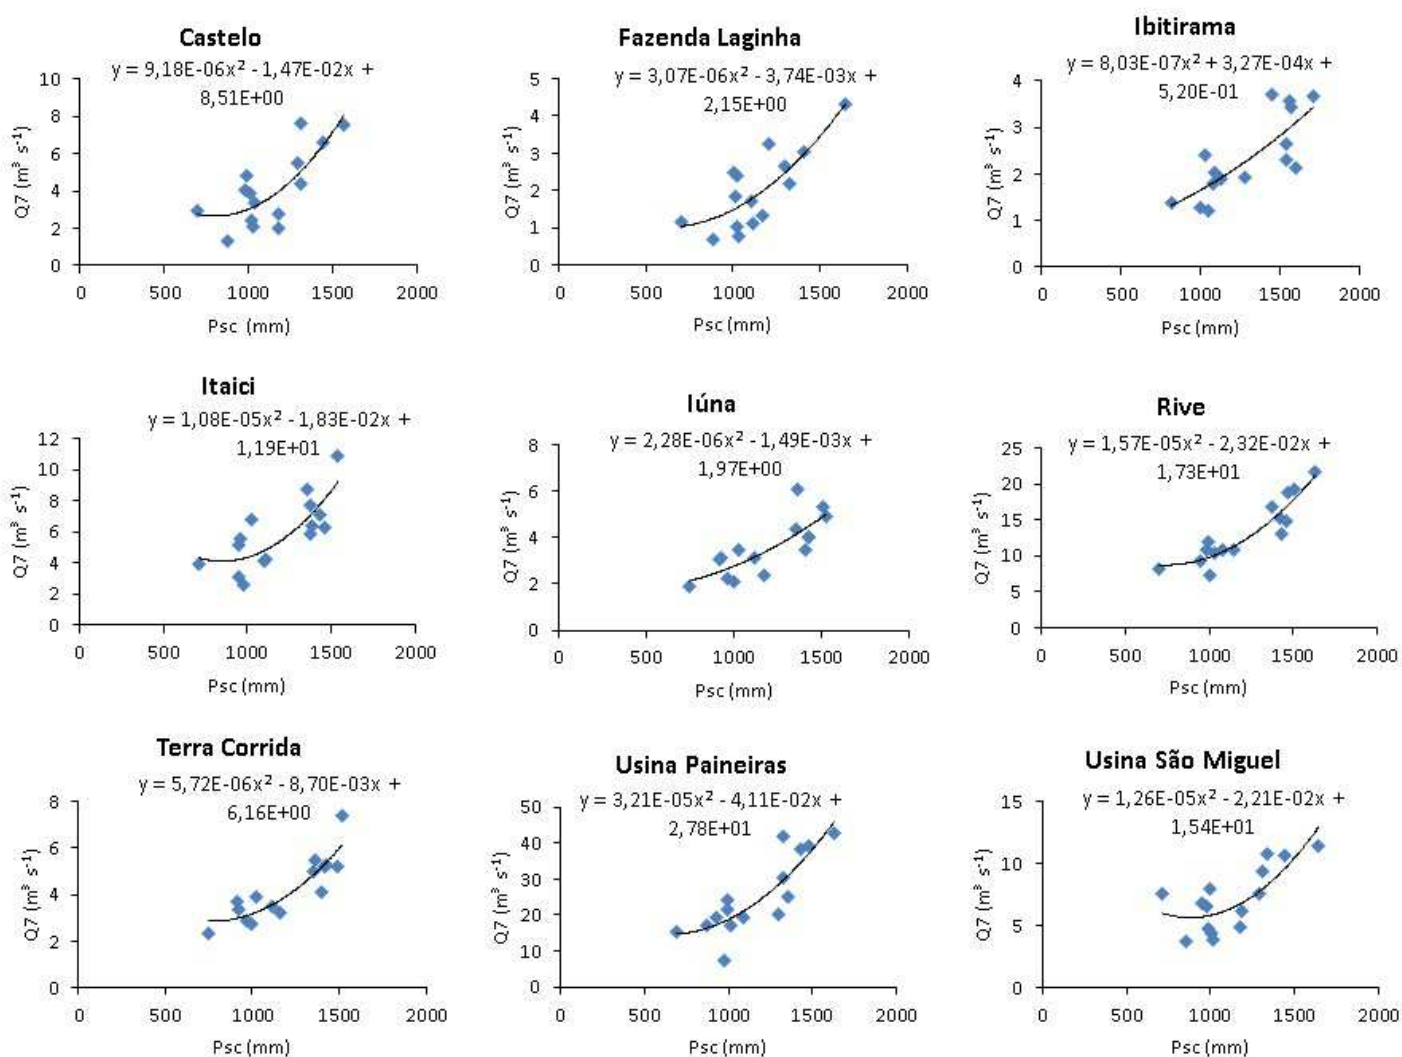 Castelo
y = 9,18E-06x² - 1,47E-02x +
8,51E+00
10
8
6
4
2
0
Q7 (m³ s⁻¹)
0 500 1000 1500 2000
Psc (mm)
Fazenda Laginha
y = 3,07E-06x² - 3,74E-03x +
2,15E+00
5
4
3
2
1
0
Q7 (m³ s⁻¹)
0 500 1000 1500 2000
Psc (mm)
Ibitirama
y = 8,03E-07x² + 3,27E-04x +
5,20E-01
4
3
2
1
0
Q7 (m³ s⁻¹)
0 500 1000 1500 2000
Psc (mm)
Itaici
y = 1,08E-05x² - 1,83E-02x +
1,19E+01
12
10
8
6
4
2
0
Q7 (m³ s⁻¹)
0 500 1000 1500 2000
Psc (mm)
Iúna
y = 2,28E-06x² - 1,49E-03x +
1,97E+00
8
6
4
2
0
Q7 (m³ s⁻¹)
0 500 1000 1500 2000
Psc (mm)
Rive
y = 1,57E-05x² - 2,32E-02x +
1,73E+01
25
20
15
10
5
0
Q7 (m³ s⁻¹)
0 500 1000 1500 2000
Psc (mm)
Terra Corrida
y = 5,72E-06x² - 8,70E-03x +
6,16E+00
8
6
4
2
0
Q7 (m³ s⁻¹)
0 500 1000 1500 2000
Psc (mm)
Usina Paineiras
y = 3,21E-05x² - 4,11E-02x +
2,78E+01
50
40
30
20
10
0
Q7 (m³ s⁻¹)
0 500 1000 1500 2000
Psc (mm)
Usina São Miguel
y = 1,26E-05x² - 2,21E-02x +
1,54E+01
15
10
5
0
Q7 (m³ s⁻¹)
0 500 1000 1500 2000
Psc (mm)